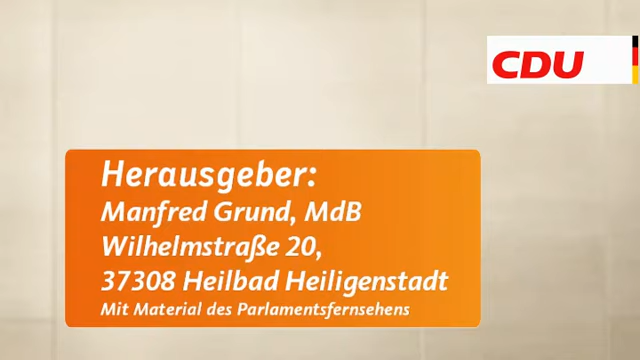 CDU
Herausgeber:
Manfred Grund, MdB
Wilhelmstraße 20,
37308 Heilbad Heiligenstadt
Mit Material des Parlamentsfernsehens